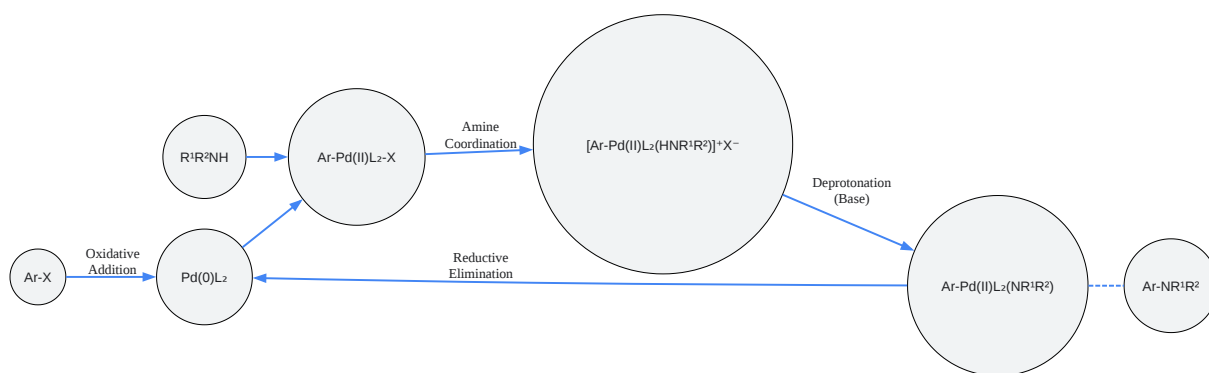 Amine
Coordination
R¹R²NH
Ar-Pd(II)L₂-X
[Ar-Pd(II)L₂(HNR¹R²)]⁺X⁻
Deprotonation
(Base)
Oxidative
Addition
Ar-X
Pd(0)L₂
Reductive
Elimination
Ar-Pd(II)L₂(NR¹R²)
Ar-NR¹R²